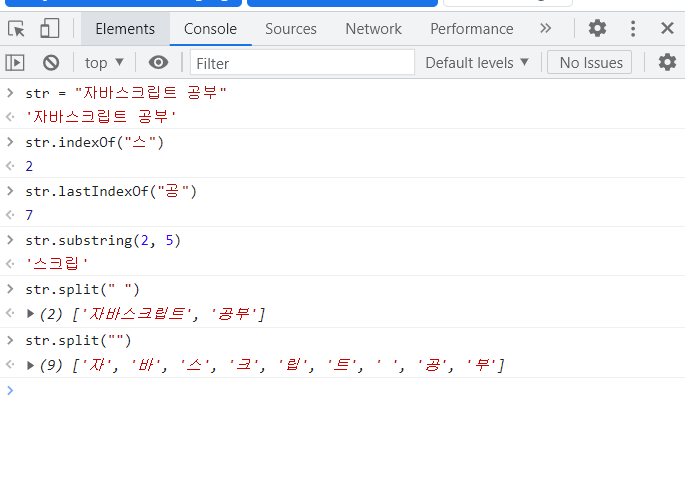 Elements Console Sources Network Performance
top Filter Default levels No Issues
str = "자바스크립트 공부"
'자바스크립트 공부'
str.indexOf("스")
2
str.lastIndexOf("공")
7
str.substring(2, 5)
'스크립'
str.split(" ")
(2) ['자바스크립트', '공부']
str.split("")
(9) ['자', '바', '스', '크', '립', '트', ' ', '공', '부']